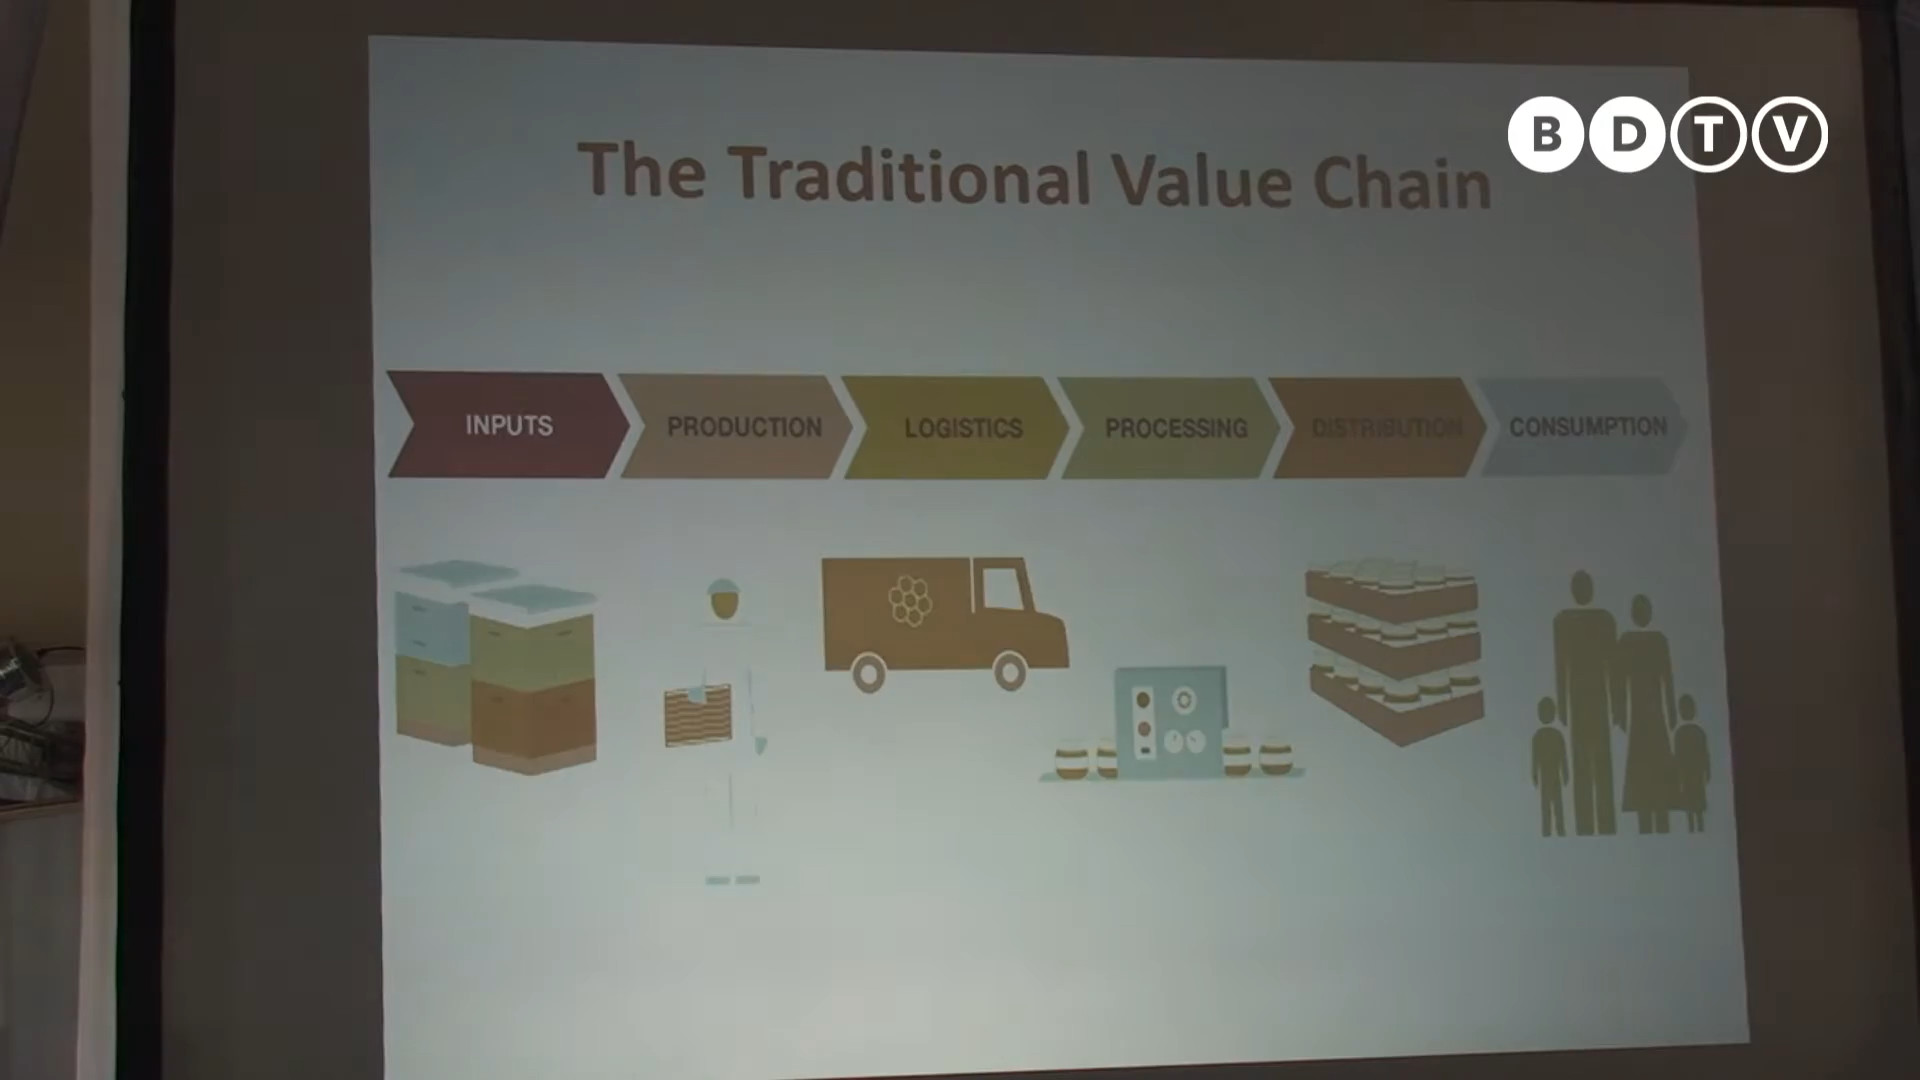 BDTV
The Traditional Value Chain
INPUTS PRODUCTION LOGISTICS PROCESSING DISTRIBUTION CONSUMPTION